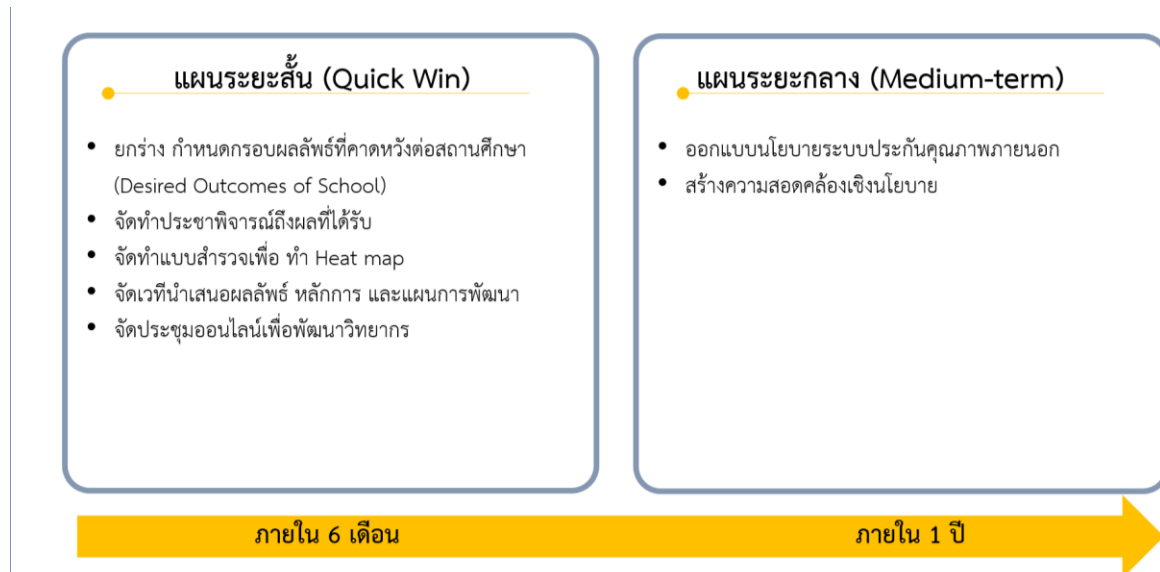 แผนระยะสั้น (Quick Win)
• ยกร่าง กำหนดกรอบผลลัพธ์ที่คาดหวังต่อสถานศึกษา
(Desired Outcomes of School)
• จัดทำประชาพิจารณ์ถึงผลที่ได้รับ
• จัดทำแบบสำรวจเพื่อ ทำ Heat map
• จัดเวทีนำเสนอผลลัพธ์ หลักการ และแผนการพัฒนา
• จัดประชุมออนไลน์เพื่อพัฒนาวิทยากร
แผนระยะกลาง (Medium-term)
• ออกแบบนโยบายระบบประกันคุณภาพภายนอก
• สร้างความสอดคล้องเชิงนโยบาย
ภายใน 6 เดือน
ภายใน 1 ปี